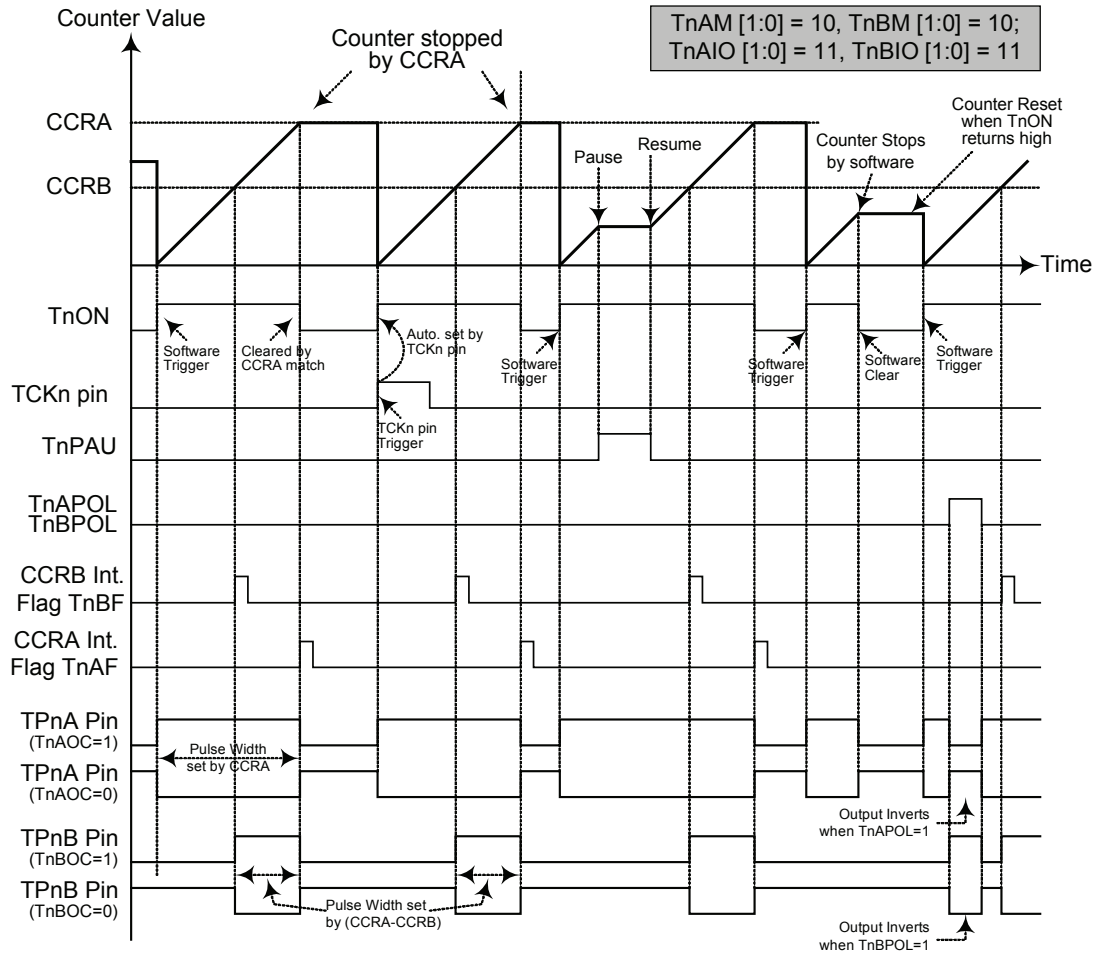 Counter Value
TnAM [1:0] = 10, TnBM [1:0] = 10;
TnAIO [1:0] = 11, TnBIO [1:0] = 11
Counter stopped
by CCRA
Counter Reset
when TnON
returns high
CCRA
Pause
Resume
Counter Stops
by software
CCRB
Time
TnON
Software
Trigger
Cleared by
CCRA match
Auto. set by
TCKn pin
Software
Trigger
Software
Trigger
Software
Clear
Software
Trigger
TCKn pin
TCKn pin
Trigger
TnPAU
TnAPOL
TnBPOL
CCRB Int.
Flag TnBF
CCRA Int.
Flag TnAF
TPnA Pin
(TnAOC=1)
Pulse Width
set by CCRA
TPnA Pin
(TnAOC=0)
Output Inverts
when TnAPOL=1
TPnB Pin
(TnBOC=1)
TPnB Pin
(TnBOC=0)
Pulse Width set
by (CCRA-CCRB)
Output Inverts
when TnBPOL=1